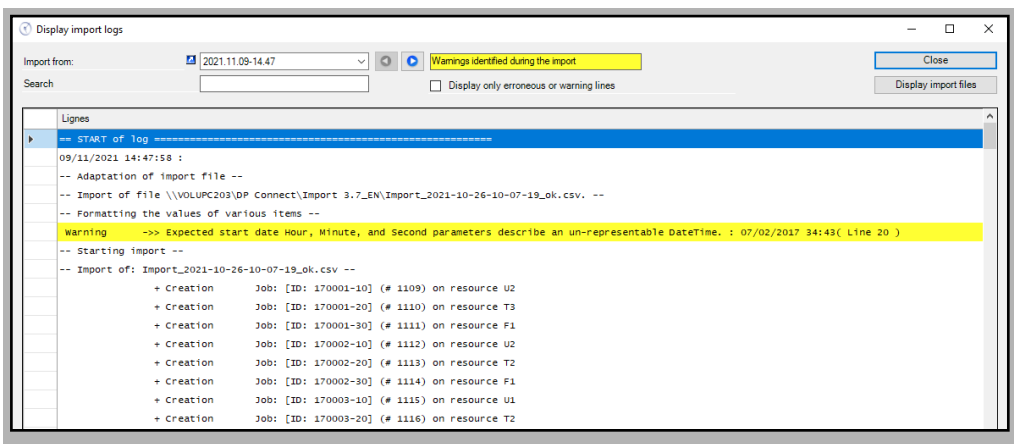 Display import logs
Import from: 2021.11.09-14.47 Warnings identified during the import Close
Search Display only erroneous or warning lines Display import files
Lignes
== START of log =========================================================
09/11/2021 14:47:58 :
-- Adaptation of import file --
-- Import of file \\VOLUPC203\DP Connect\Import 3.7_EN\Import_2021-10-26-10-07-19_ok.csv. --
-- Formatting the values of various items --
Warning ->> Expected start date Hour, Minute, and Second parameters describe an un-representable DateTime. : 07/02/2017 34:43( Line 20 )
-- Starting import --
-- Import of: Import_2021-10-26-10-07-19_ok.csv --
+ Creation Job: [ID: 170001-10] (# 1109) on resource U2
+ Creation Job: [ID: 170001-20] (# 1110) on resource T3
+ Creation Job: [ID: 170001-30] (# 1111) on resource F1
+ Creation Job: [ID: 170002-10] (# 1112) on resource U2
+ Creation Job: [ID: 170002-20] (# 1113) on resource T2
+ Creation Job: [ID: 170002-30] (# 1114) on resource F1
+ Creation Job: [ID: 170003-10] (# 1115) on resource U1
+ Creation Job: [ID: 170003-20] (# 1116) on resource T2